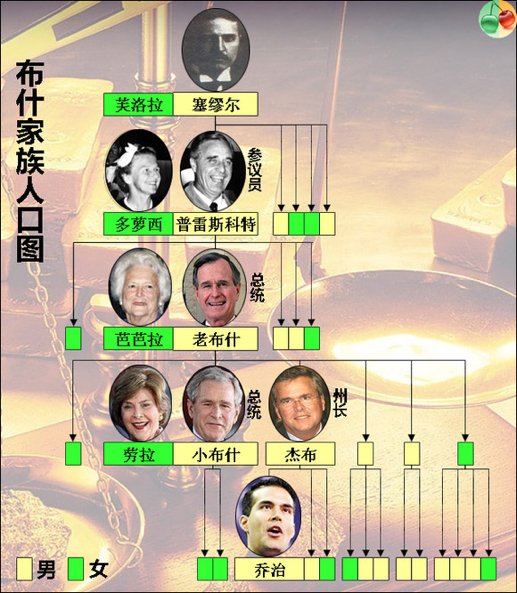 布什家族人口图
芙洛拉
塞缪尔
参议员
多萝西
普雷斯科特
总统
芭芭拉
老布什
总统
州长
劳拉
小布什
杰布
乔治
男
女